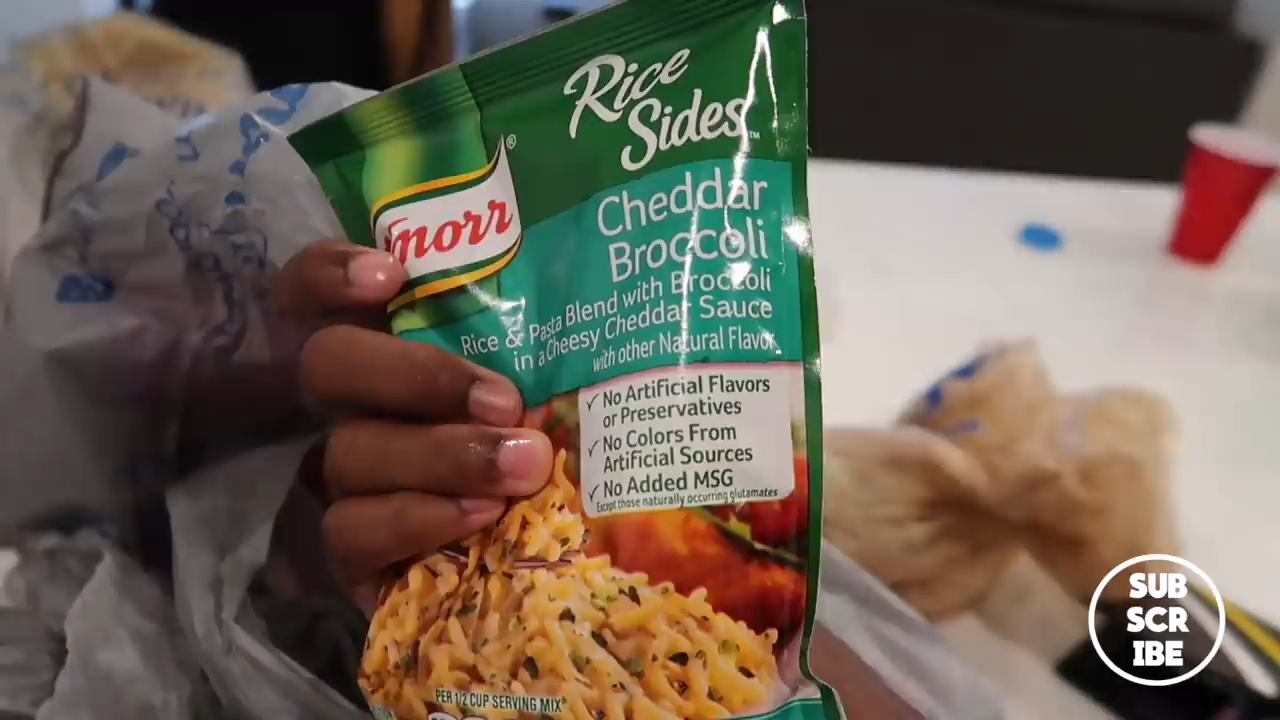 Rice
Sides™
Knorr®
Cheddar
Broccoli
Rice & Pasta Blend with Broccoli
in a Cheesy Cheddar Sauce
with other Natural Flavor
✓ No Artificial Flavors
or Preservatives
✓ No Colors From
Artificial Sources
✓ No Added MSG
Except those naturally occurring glutamates
PER 1/2 CUP SERVING MIX*
SUB
SCR
IBE